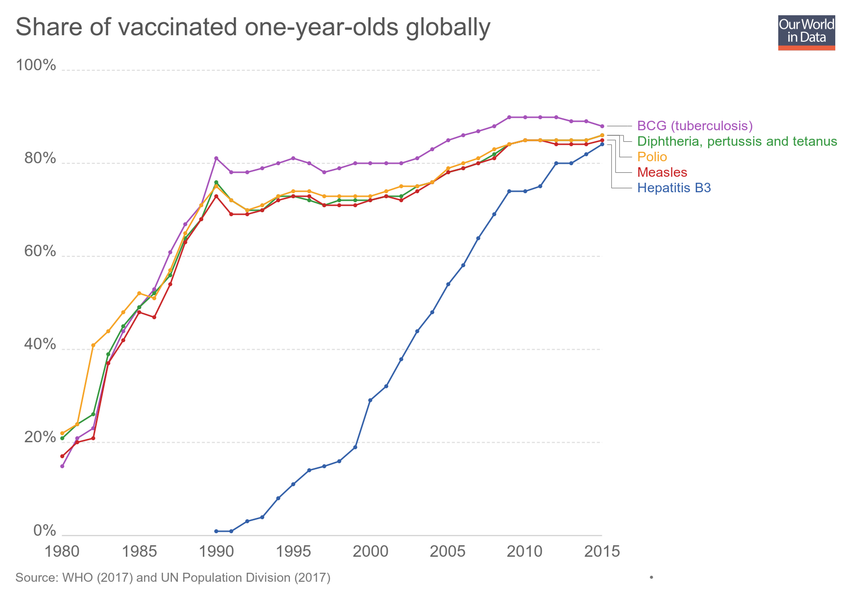 Share of vaccinated one-year-olds globally
Our World
in Data
100%
80%
60%
40%
20%
0%
BCG (tuberculosis)
Diphtheria, pertussis and tetanus
Polio
Measles
Hepatitis B3
1980 1985 1990 1995 2000 2005 2010 2015
Source: WHO (2017) and UN Population Division (2017)